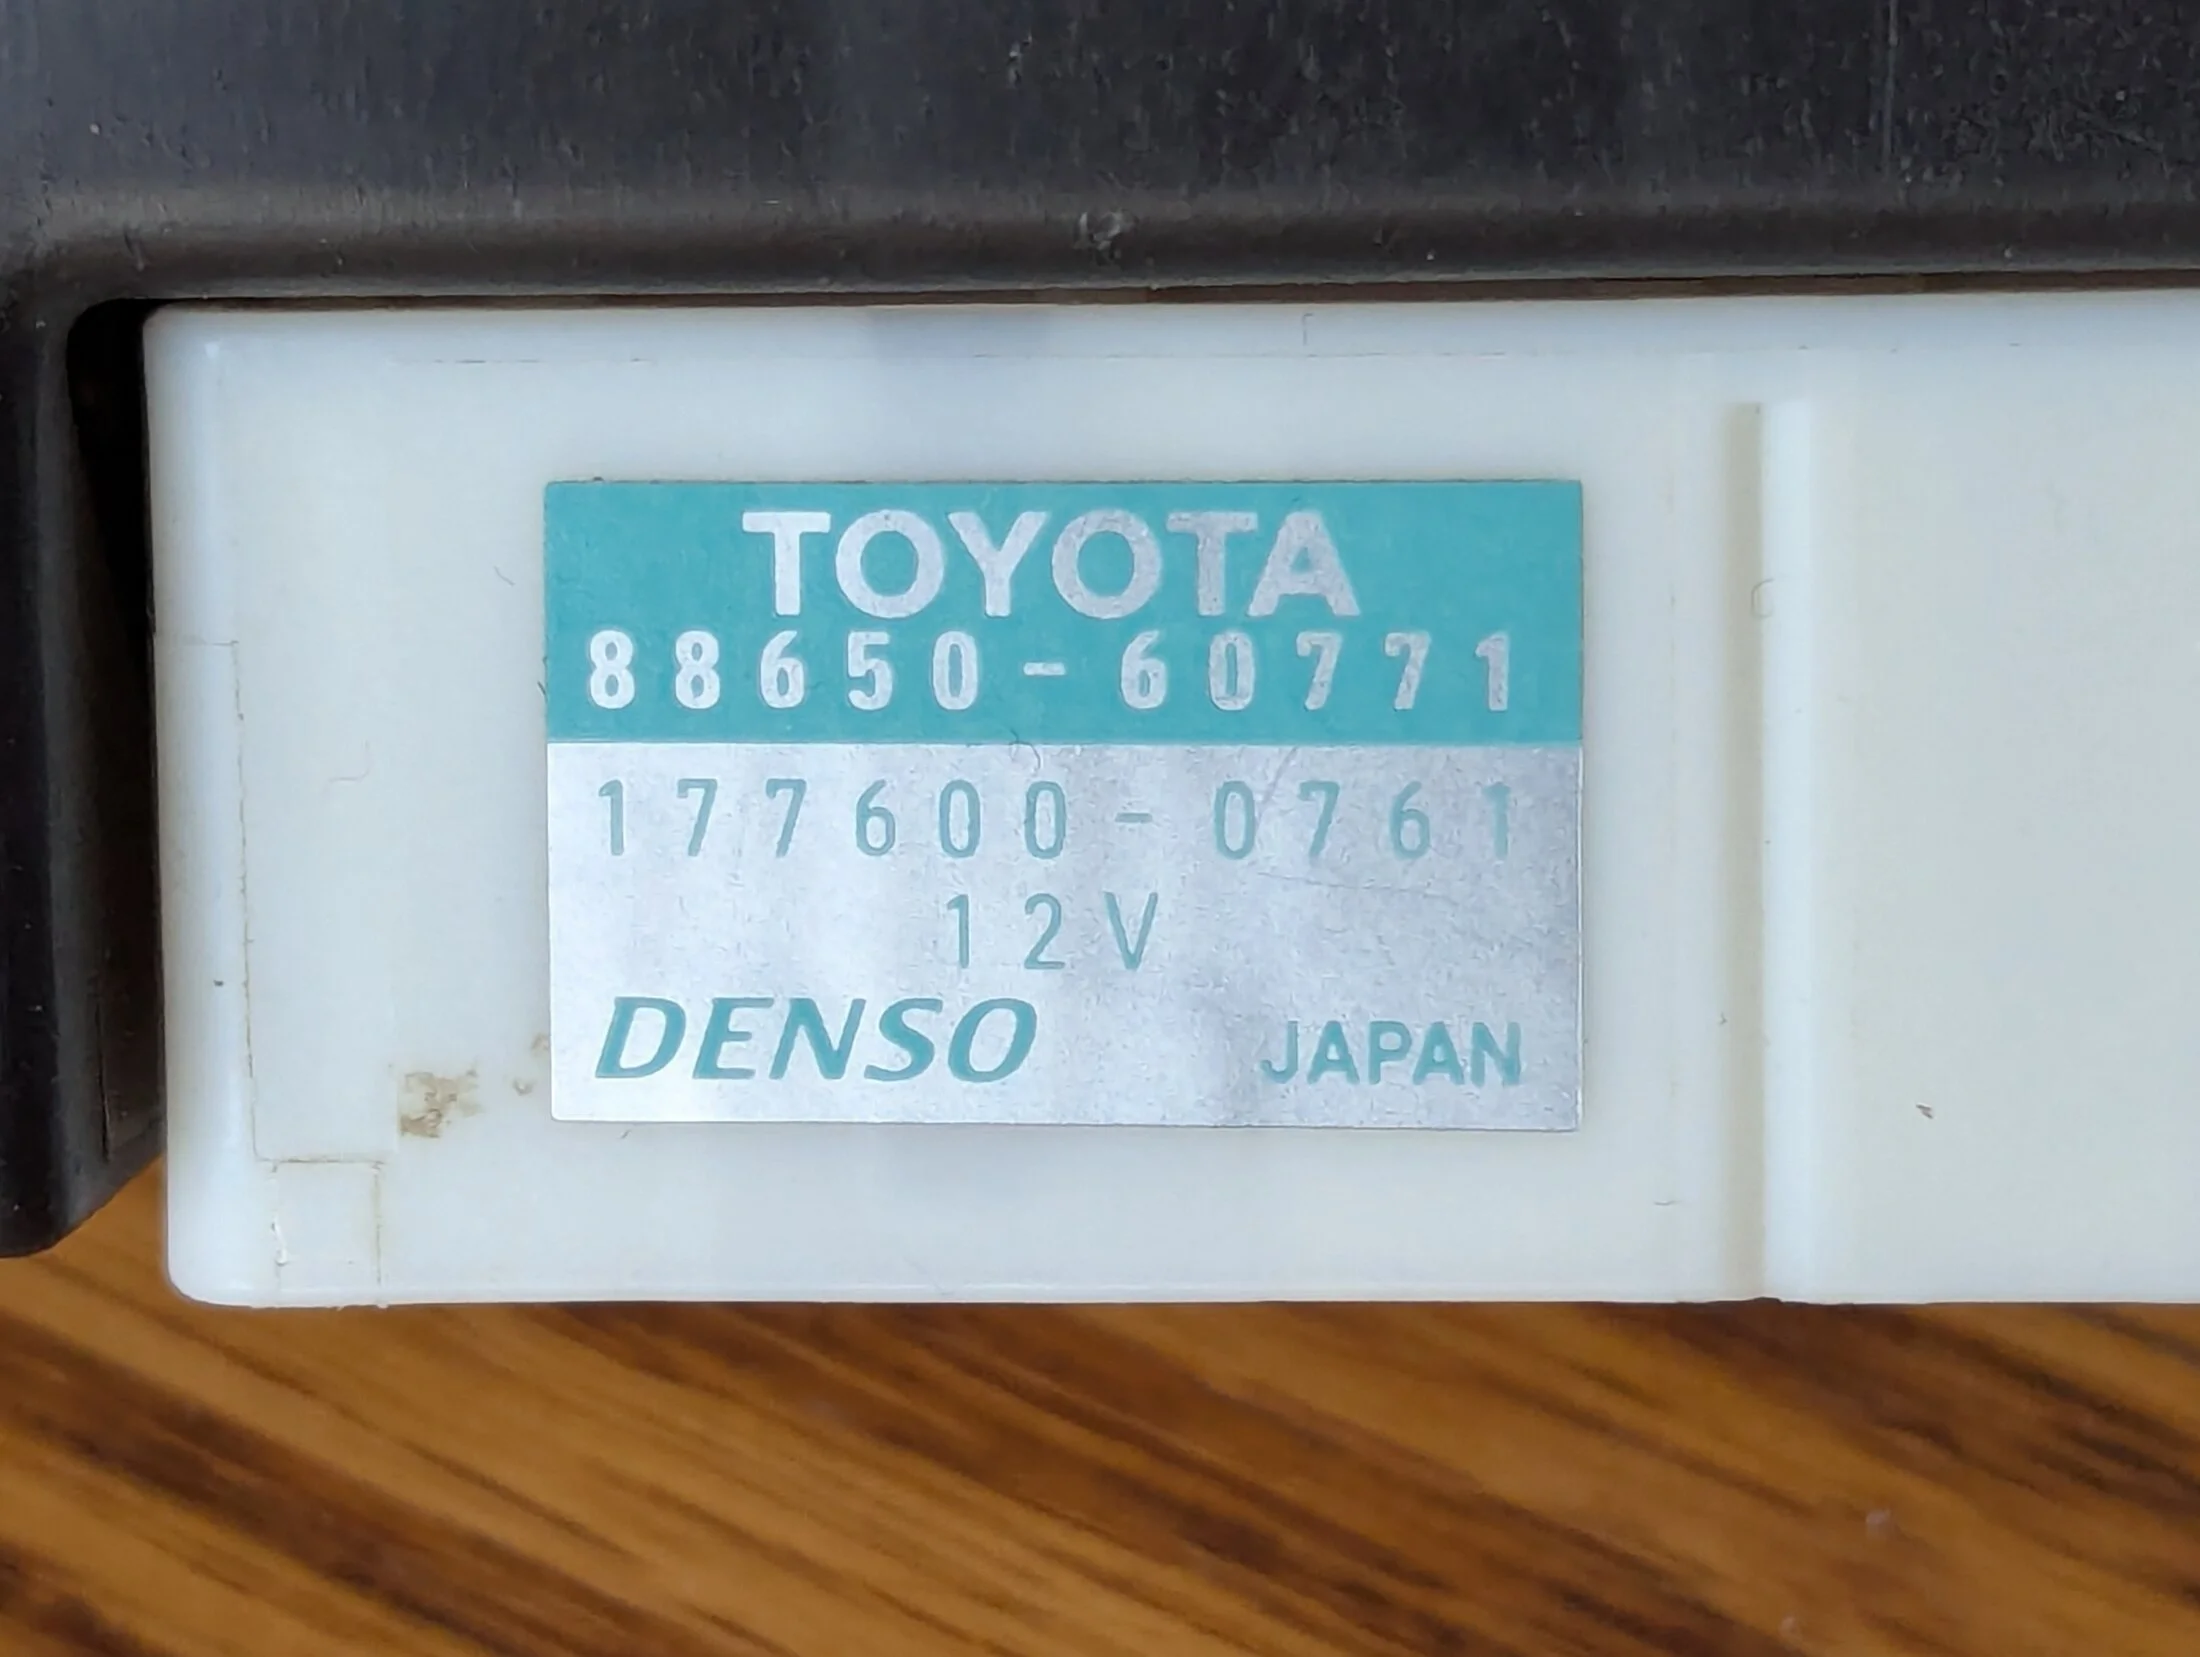 TOYOTA
88650-60771
177600-0761
12V
DENSO JAPAN